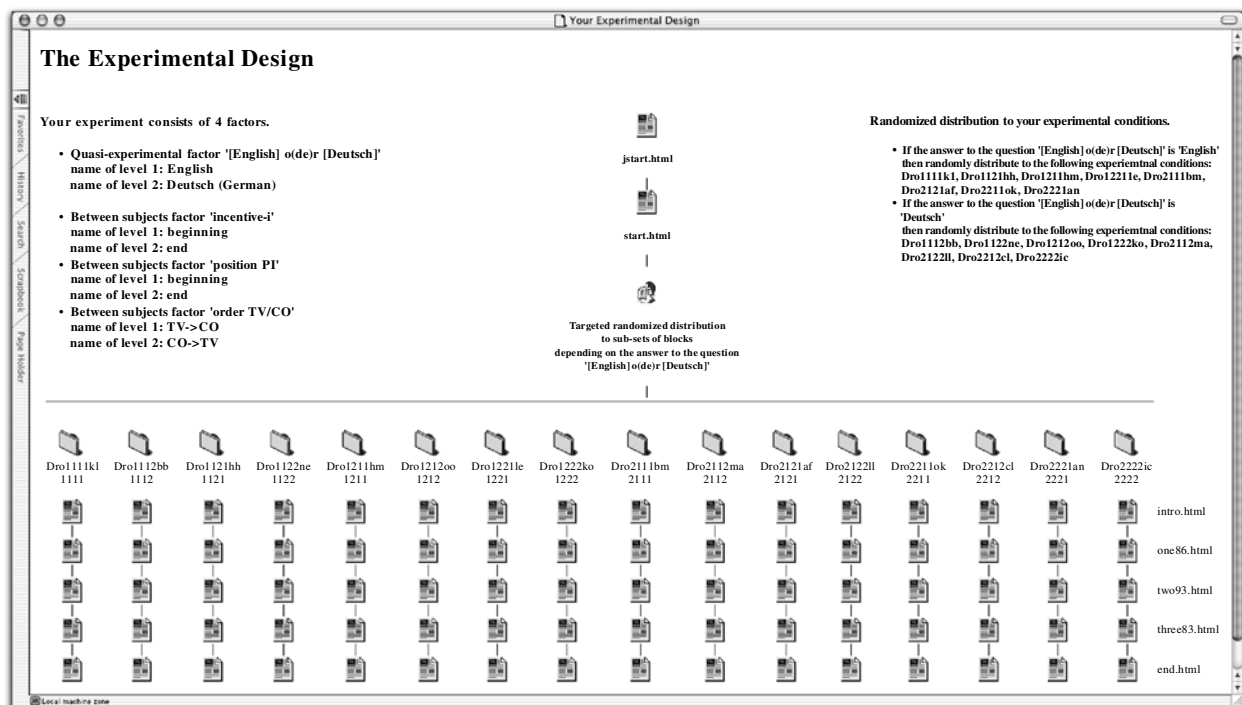 Your Experimental Design
The Experimental Design
Your experiment consists of 4 factors.
• Quasi-experimental factor '[English] o(de)r [Deutsch]'
name of level 1: English
name of level 2: Deutsch (German)
• Between subjects factor 'incentive-i'
name of level 1: beginning
name of level 2: end
• Between subjects factor 'position PI'
name of level 1: beginning
name of level 2: end
• Between subjects factor 'order TV/CO'
name of level 1: TV->CO
name of level 2: CO->TV
jstart.html
start.html
Targeted randomized distribution
to sub-sets of blocks
depending on the answer to the question
'[English] o(de)r [Deutsch]'
Randomized distribution to your experimental conditions.
• If the answer to the question '[English] o(de)r [Deutsch]' is 'English'
then randomly distribute to the following experiemtnal conditions:
Dro1111k1, Dro1121hh, Dro1211hm, Dro12211e, Dro2111bm,
Dro2121af, Dro2211ok, Dro2221an
• If the answer to the question '[English] o(de)r [Deutsch]' is
'Deutsch'
then randomly distribute to the following experiemtnal conditions:
Dro1112bb, Dro1122ne, Dro1212oo, Dro1222ko, Dro2112ma,
Dro2122ll, Dro2212cl, Dro2222ic
Favorites
History
Search
Scrapbook
Page Holder
Dro1111kl Dro1112bb Dro1121hh Dro1122ne Dro1211hm Dro1212oo Dro1221le Dro1222ko Dro2111bm Dro2112ma Dro2121af Dro2122ll Dro2211ok Dro2212cl Dro2221an Dro2222ic
1111 1112 1121 1122 1211 1212 1221 1222 2111 2112 2121 2122 2211 2212 2221 2222
intro.html
one86.html
two93.html
three83.html
end.html
Local machine zone